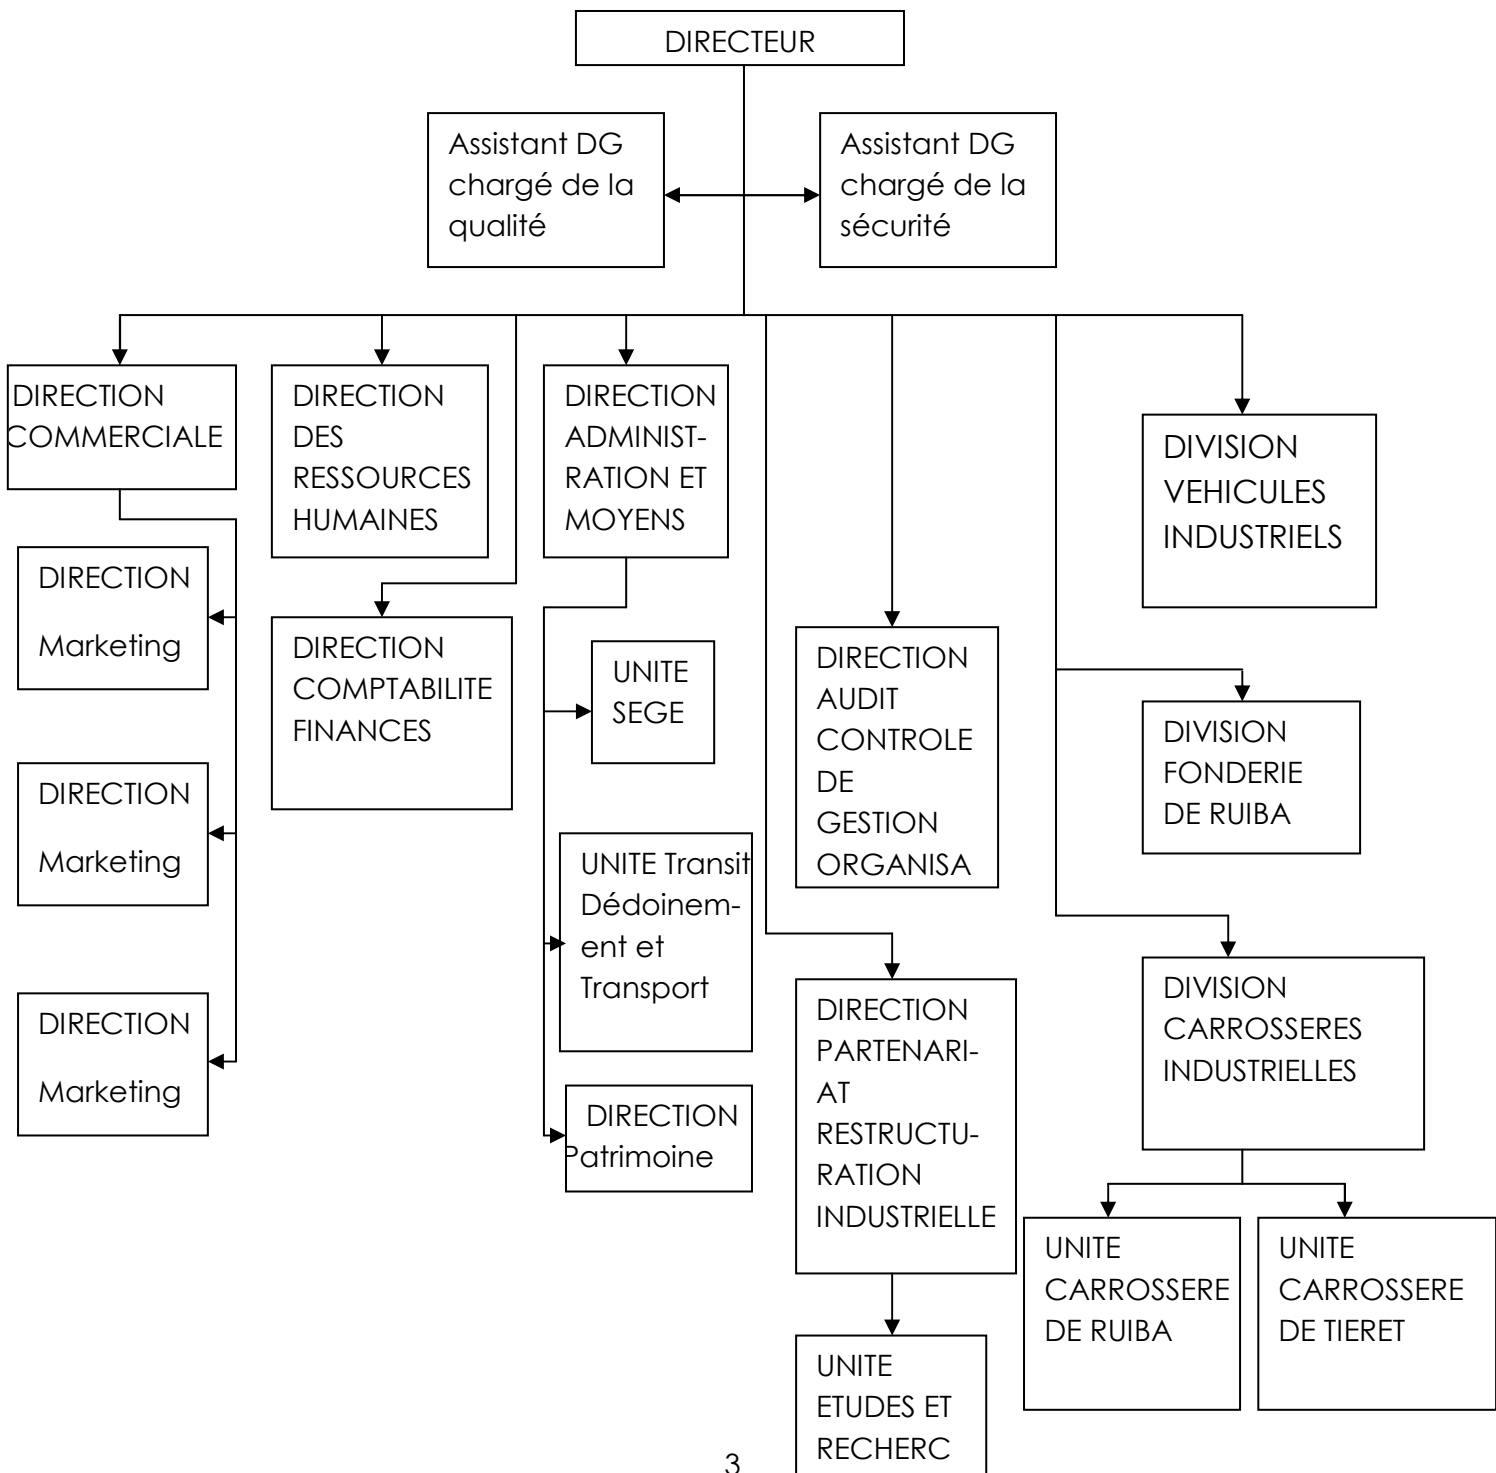 DIRECTEUR
Assistant DG
chargé de la
qualité
Assistant DG
chargé de la
sécurité
DIRECTION
COMMERCIALE
DIRECTION
DES
RESSOURCES
HUMAINES
DIRECTION
ADMINIST-
RATION ET
MOYENS
DIVISION
VEHICULES
INDUSTRIELS
DIRECTION
Marketing
DIRECTION
COMPTABILITE
FINANCES
UNITE
SEGE
DIRECTION
AUDIT
CONTROLE
DE
GESTION
ORGANISA
DIVISION
FONDERIE
DE RUIBA
DIRECTION
Marketing
UNITE Transit
Dédoinem-
ent et
Transport
DIRECTION
Marketing
DIRECTION
Patrimoine
DIRECTION
PARTENARI-
AT
RESTRUCTU-
RATION
INDUSTRIELLE
DIVISION
CARROSSERES
INDUSTRIELLES
UNITE
CARROSSERE
DE RUIBA
UNITE
CARROSSERE
DE TIERET
UNITE
ETUDES ET
RECHERC
3